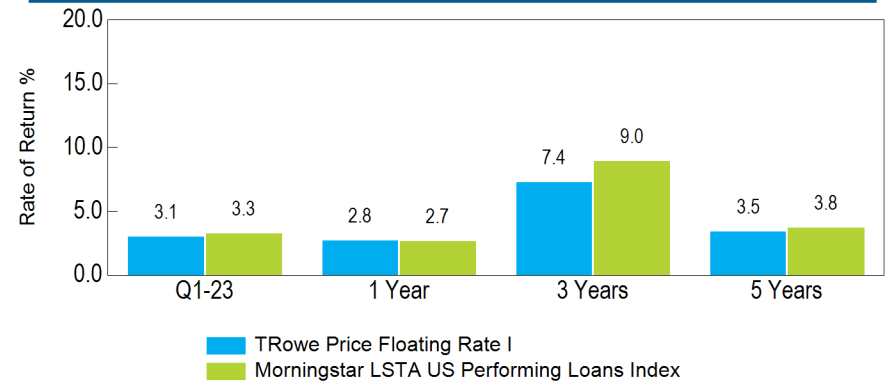 20.0
15.0
10.0
5.0
0.0
Rate of Return %
3.1
3.3
2.8
2.7
7.4
9.0
3.5
3.8
Q1-23
1 Year
3 Years
5 Years
TRowe Price Floating Rate I
Morningstar LSTA US Performing Loans Index